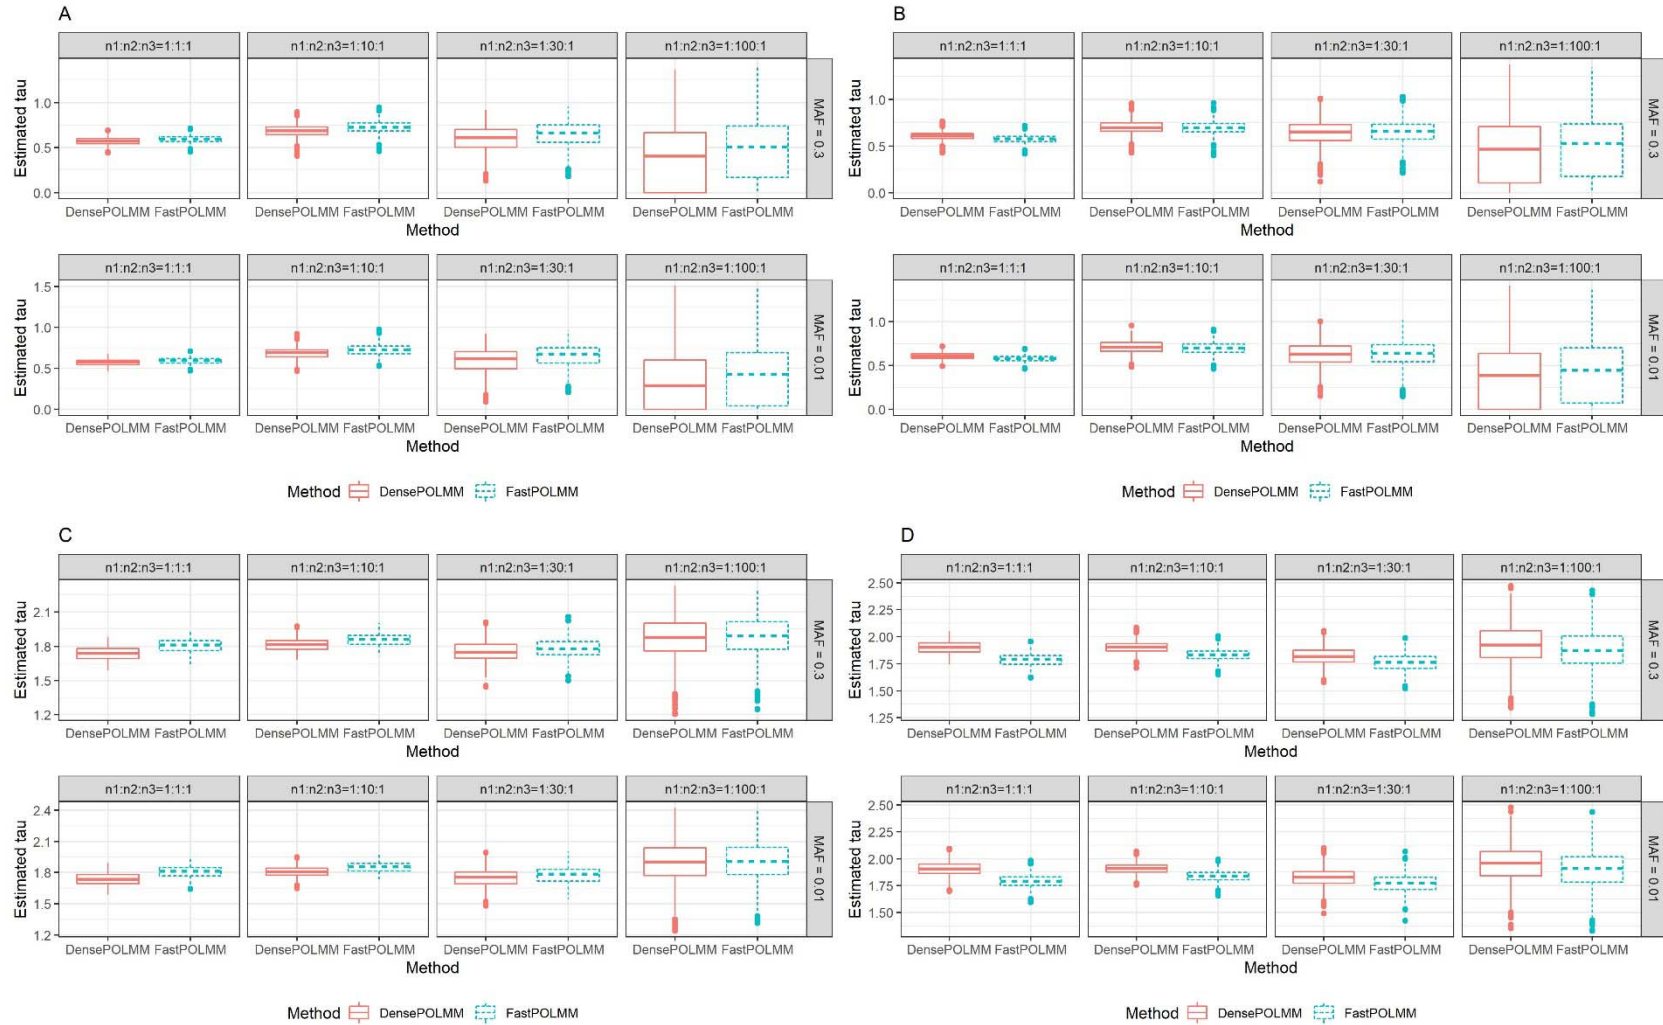 A
n1:n2:n3=1:1:1 n1:n2:n3=1:10:1 n1:n2:n3=1:30:1 n1:n2:n3=1:100:1
Estimated tau
1.0
0.5
0.0
MAF = 0.3
DensePOLMM FastPOLMM DensePOLMM FastPOLMM DensePOLMM FastPOLMM DensePOLMM FastPOLMM
Method
n1:n2:n3=1:1:1 n1:n2:n3=1:10:1 n1:n2:n3=1:30:1 n1:n2:n3=1:100:1
Estimated tau
1.5
1.0
0.5
0.0
MAF = 0.01
DensePOLMM FastPOLMM DensePOLMM FastPOLMM DensePOLMM FastPOLMM DensePOLMM FastPOLMM
Method
Method DensePOLMM FastPOLMM
B
n1:n2:n3=1:1:1 n1:n2:n3=1:10:1 n1:n2:n3=1:30:1 n1:n2:n3=1:100:1
Estimated tau
1.0
0.5
0.0
MAF = 0.3
DensePOLMM FastPOLMM DensePOLMM FastPOLMM DensePOLMM FastPOLMM DensePOLMM FastPOLMM
Method
n1:n2:n3=1:1:1 n1:n2:n3=1:10:1 n1:n2:n3=1:30:1 n1:n2:n3=1:100:1
Estimated tau
1.0
0.5
0.0
MAF = 0.01
DensePOLMM FastPOLMM DensePOLMM FastPOLMM DensePOLMM FastPOLMM DensePOLMM FastPOLMM
Method
Method DensePOLMM FastPOLMM
C
n1:n2:n3=1:1:1 n1:n2:n3=1:10:1 n1:n2:n3=1:30:1 n1:n2:n3=1:100:1
Estimated tau
2.1
1.8
1.5
1.2
MAF = 0.3
DensePOLMM FastPOLMM DensePOLMM FastPOLMM DensePOLMM FastPOLMM DensePOLMM FastPOLMM
Method
n1:n2:n3=1:1:1 n1:n2:n3=1:10:1 n1:n2:n3=1:30:1 n1:n2:n3=1:100:1
Estimated tau
2.4
2.1
1.8
1.5
1.2
MAF = 0.01
DensePOLMM FastPOLMM DensePOLMM FastPOLMM DensePOLMM FastPOLMM DensePOLMM FastPOLMM
Method
Method DensePOLMM FastPOLMM
D
n1:n2:n3=1:1:1 n1:n2:n3=1:10:1 n1:n2:n3=1:30:1 n1:n2:n3=1:100:1
Estimated tau
2.50
2.25
2.00
1.75
1.50
1.25
MAF = 0.3
DensePOLMM FastPOLMM DensePOLMM FastPOLMM DensePOLMM FastPOLMM DensePOLMM FastPOLMM
Method
n1:n2:n3=1:1:1 n1:n2:n3=1:10:1 n1:n2:n3=1:30:1 n1:n2:n3=1:100:1
Estimated tau
2.50
2.25
2.00
1.75
1.50
MAF = 0.01
DensePOLMM FastPOLMM DensePOLMM FastPOLMM DensePOLMM FastPOLMM DensePOLMM FastPOLMM
Method
Method DensePOLMM FastPOLMM